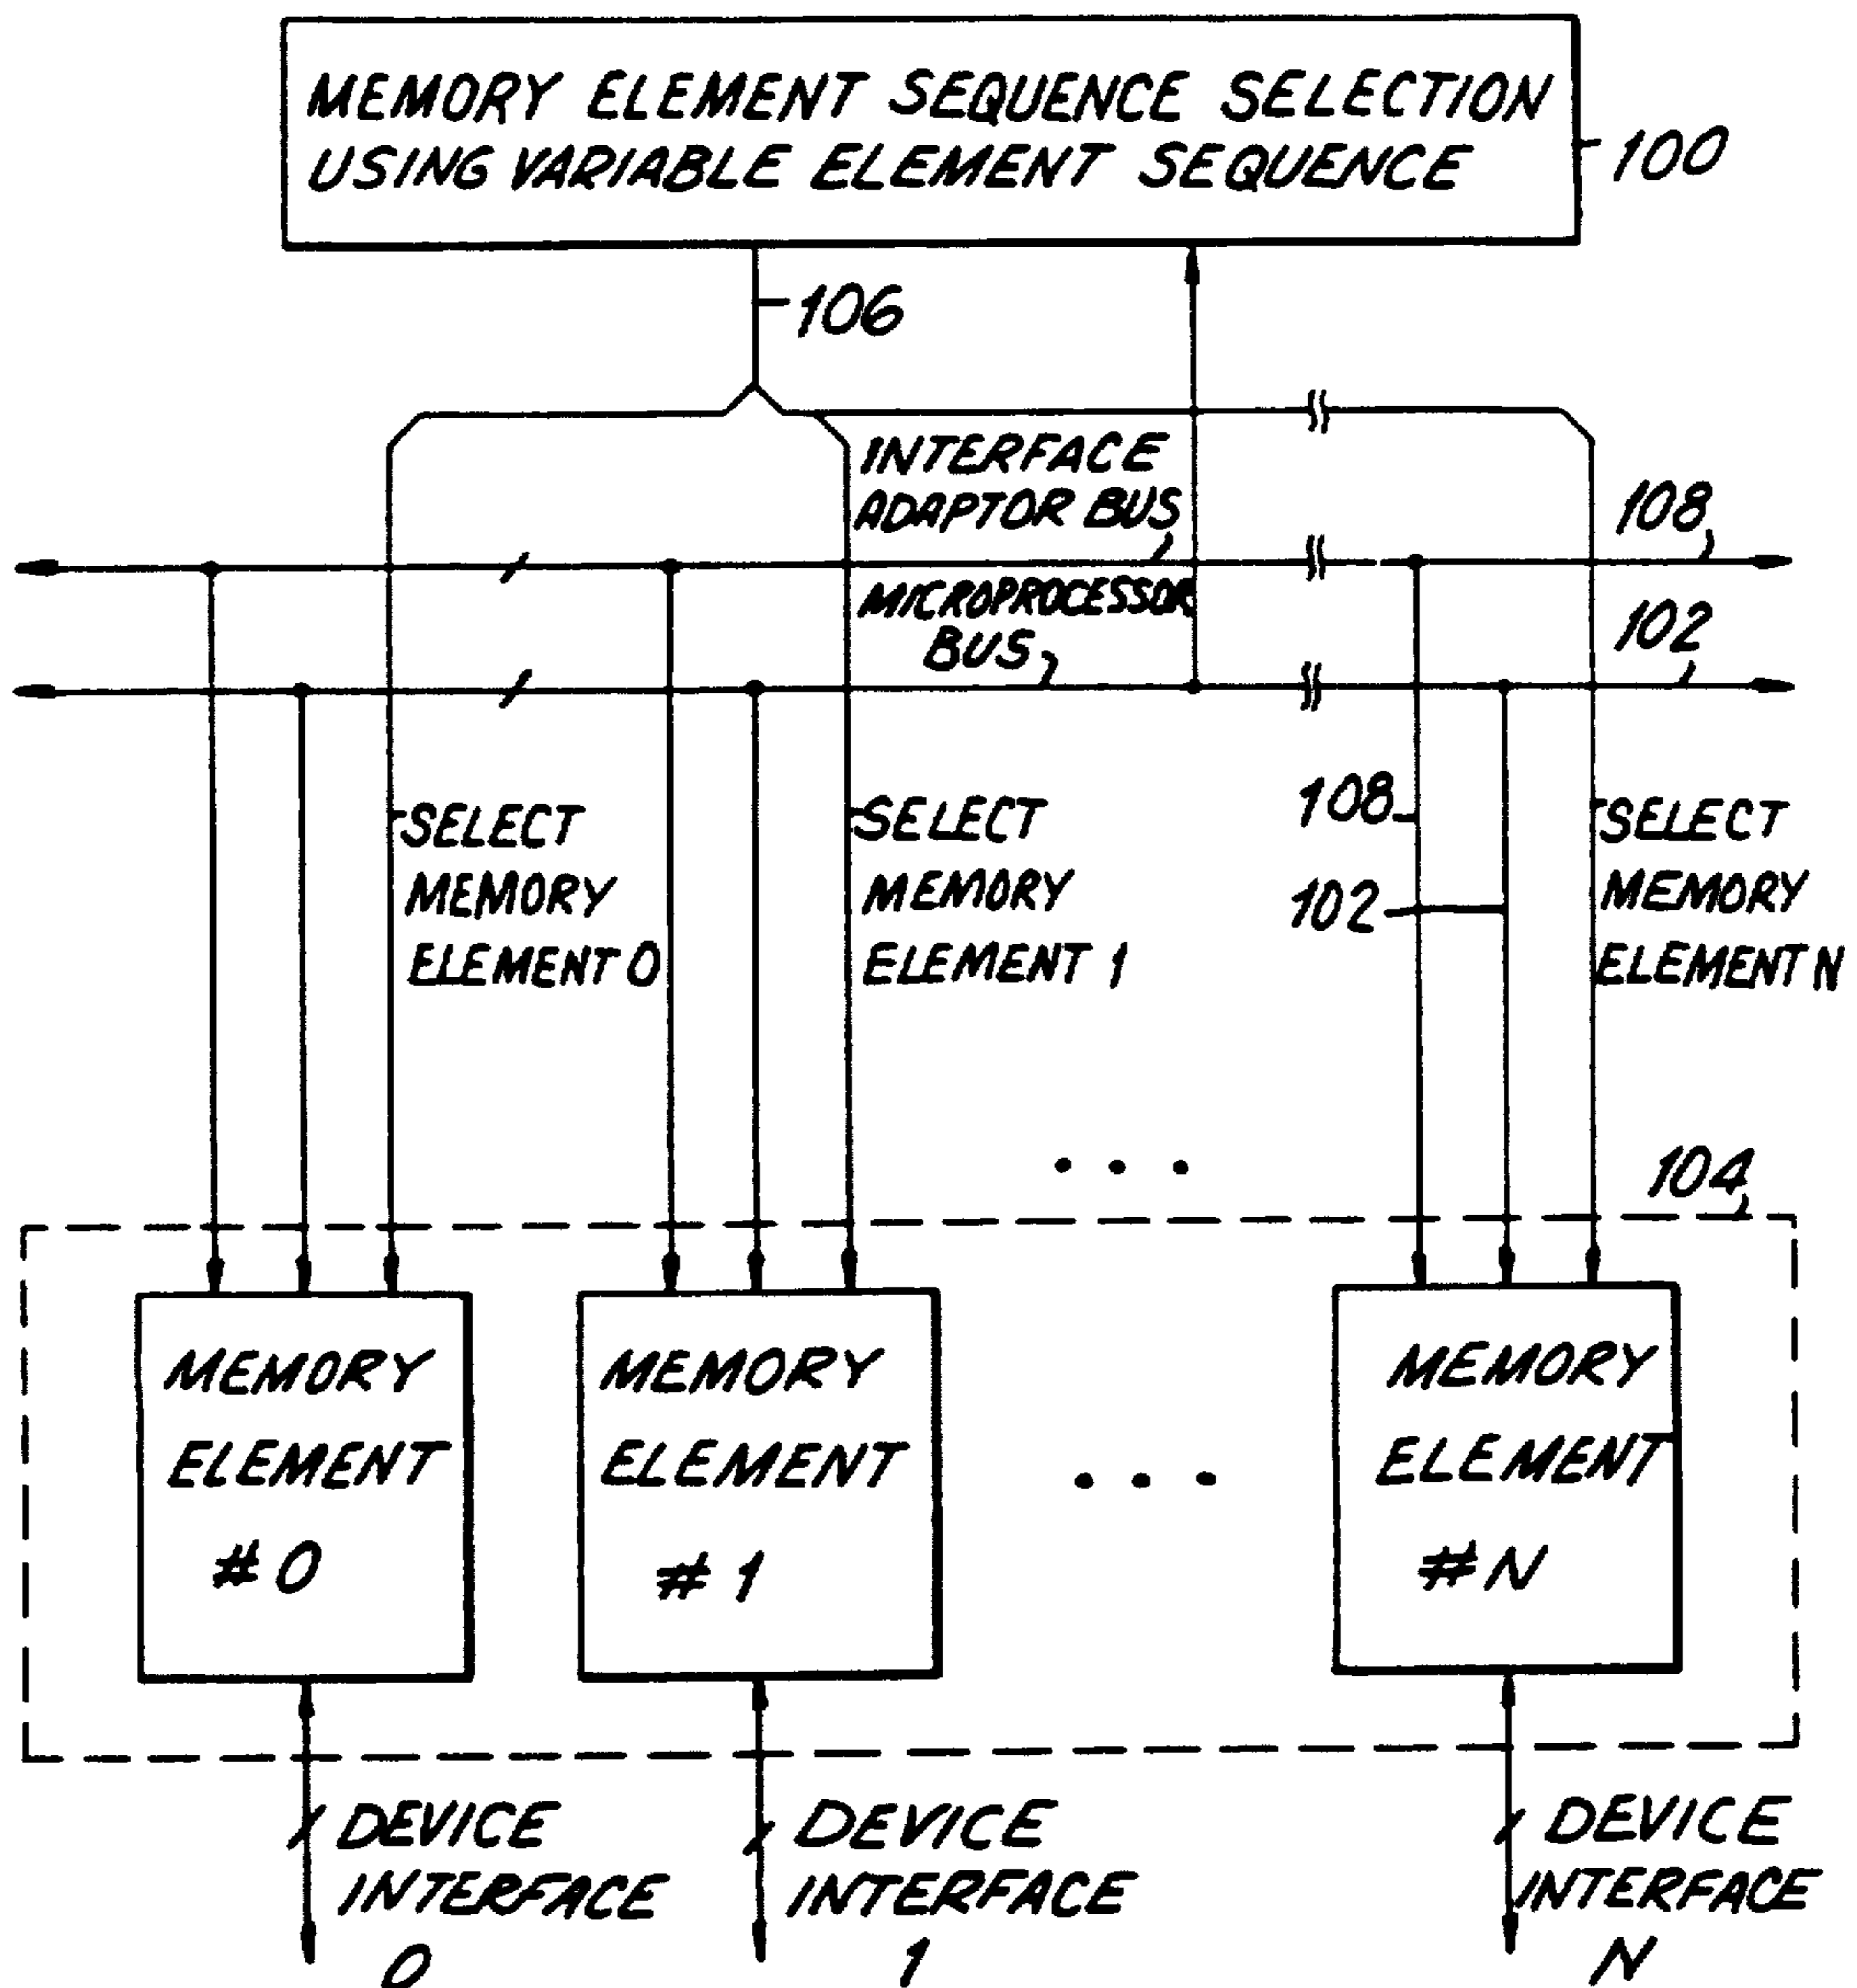 MEMORY ELEMENT SEQUENCE SELECTION
USING VARIABLE ELEMENT SEQUENCE
100
106
INTERFACE
ADAPTOR BUS
108
MICROPROCESSOR
BUS
102
SELECT
MEMORY
ELEMENT 0
SELECT
MEMORY
ELEMENT 1
108
102
SELECT
MEMORY
ELEMENT N
. . .
104
MEMORY
ELEMENT
# 0
MEMORY
ELEMENT
# 1
. . .
MEMORY
ELEMENT
# N
DEVICE
INTERFACE
0
DEVICE
INTERFACE
1
DEVICE
INTERFACE
N